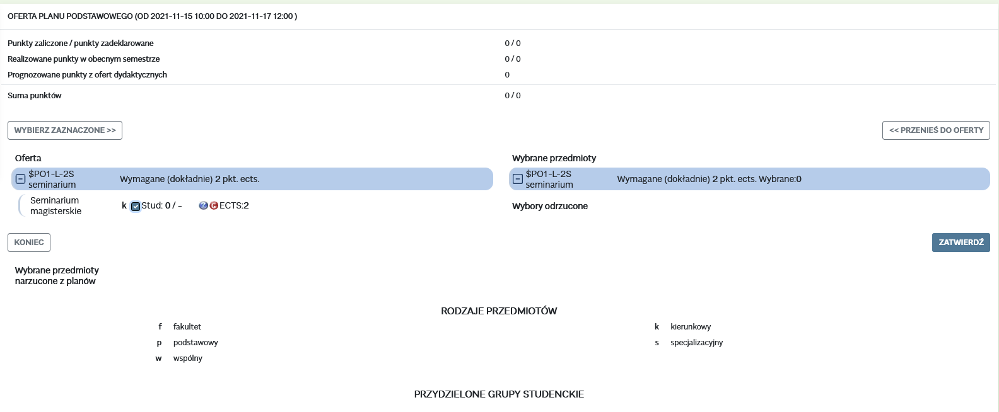 OFERTA PLANU PODSTAWOWEGO (OD 2021-11-15 10:00 DO 2021-11-17 12:00 )
Punkty zaliczone / punkty zadeklarowane 0 / 0
Realizowane punkty w obecnym semestrze 0 / 0
Prognozowane punkty z ofert dydaktycznych 0
Suma punktów 0 / 0
WYBIERZ ZAZNACZONE >> << PRZENIEŚ DO OFERTY
Oferta
$PO1-L-2S
seminarium
Wymagane (dokładnie) 2 pkt. ects.
Seminarium
magisterskie
k Stud: 0 / - ? G ECTS:2
Wybrane przedmioty
$PO1-L-2S
seminarium
Wymagane (dokładnie) 2 pkt. ects. Wybrane:0
Wybory odrzucone
KONIEC ZATWIERDŹ
Wybrane przedmioty
narzucone z planów
RODZAJE PRZEDMIOTÓW
f fakultet k kierunkowy
p podstawowy s specjalizacyjny
w wspólny
PRZYDZIELONE GRUPY STUDENCKIE